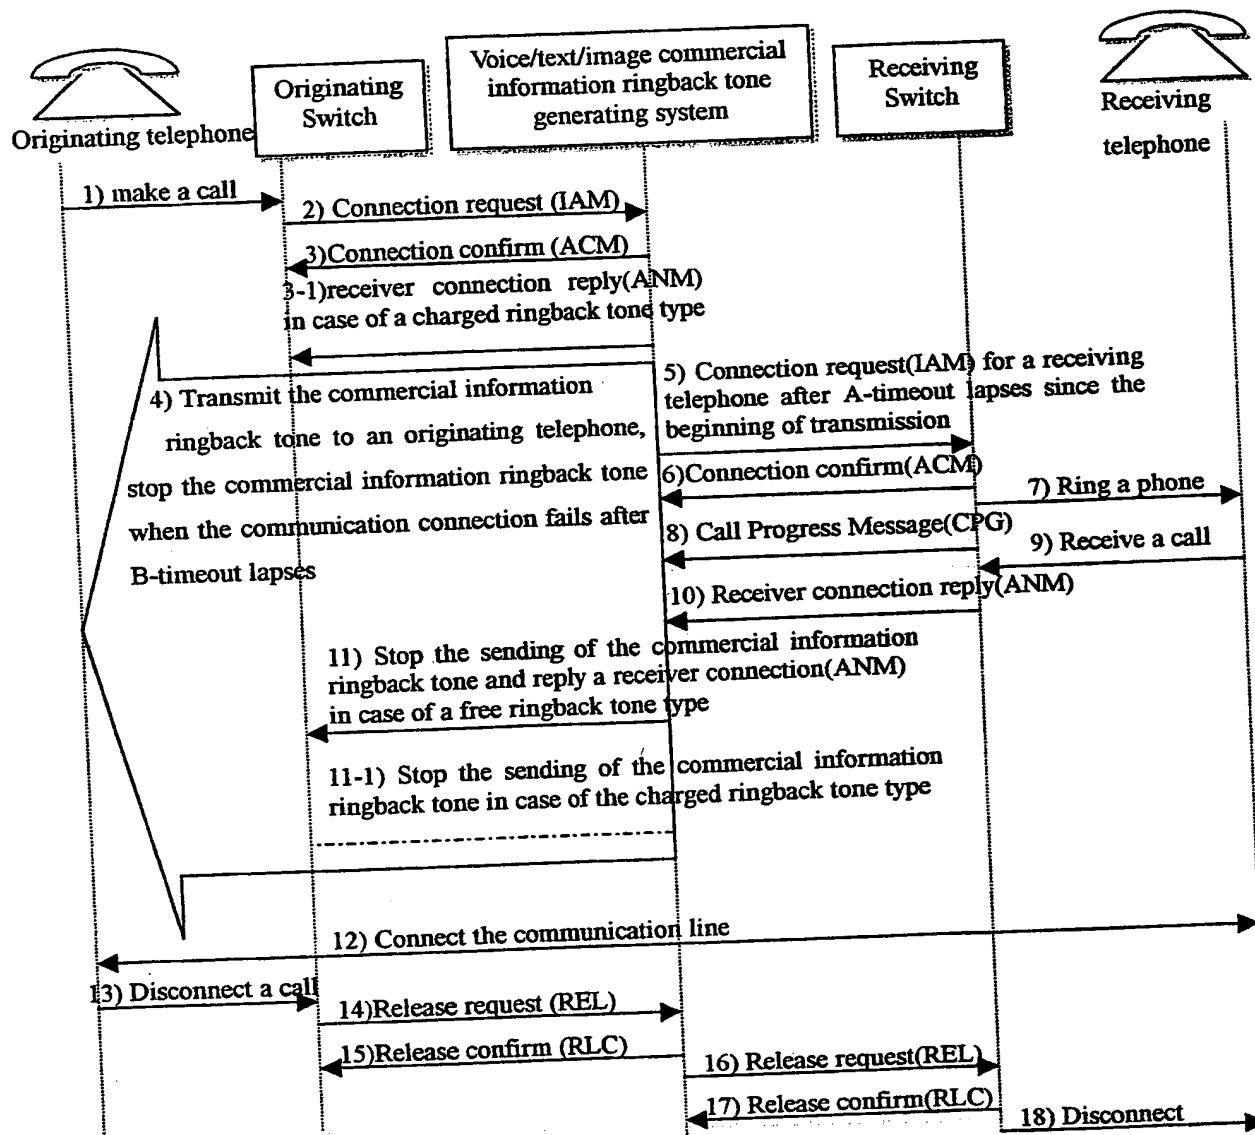 Originating telephone
Originating
Switch
Voice/text/image commercial
information ringback tone
generating system
Receiving
Switch
Receiving
telephone
1) make a call
2) Connection request (IAM)
3)Connection confirm (ACM)
3-1)receiver connection reply(ANM)
in case of a charged ringback tone type
4) Transmit the commercial information
ringback tone to an originating telephone,
stop the commercial information ringback tone
when the communication connection fails after
B-timeout lapses
5) Connection request(IAM) for a receiving
telephone after A-timeout lapses since the
beginning of transmission
6)Connection confirm(ACM)
7) Ring a phone
8) Call Progress Message(CPG)
9) Receive a call
10) Receiver connection reply(ANM)
11) Stop the sending of the commercial information
ringback tone and reply a receiver connection(ANM)
in case of a free ringback tone type
11-1) Stop the sending of the commercial information
ringback tone in case of the charged ringback tone type
12) Connect the communication line
13) Disconnect a call
14)Release request (REL)
15)Release confirm (RLC)
16) Release request(REL)
17) Release confirm(RLC)
18) Disconnect